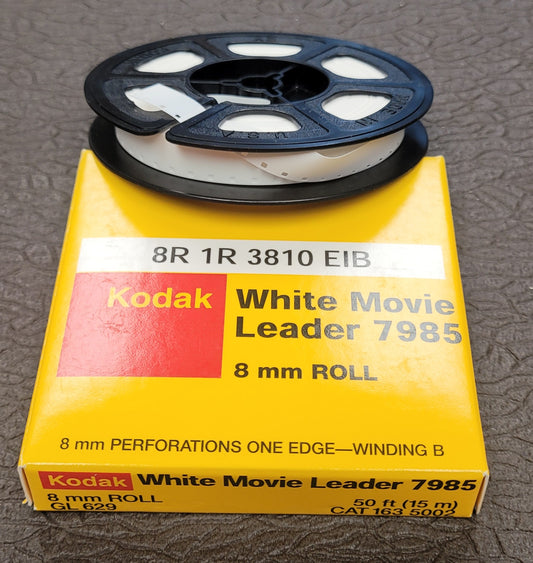 8R 1R 3810 EIB
Kodak
White Movie
Leader 7985
8 mm ROLL
8 mm PERFORATIONS ONE EDGE—WINDING B
Kodak White Movie Leader 7985
8 mm ROLL 50 ft (15 m)
GL 629 CAT 163 5002